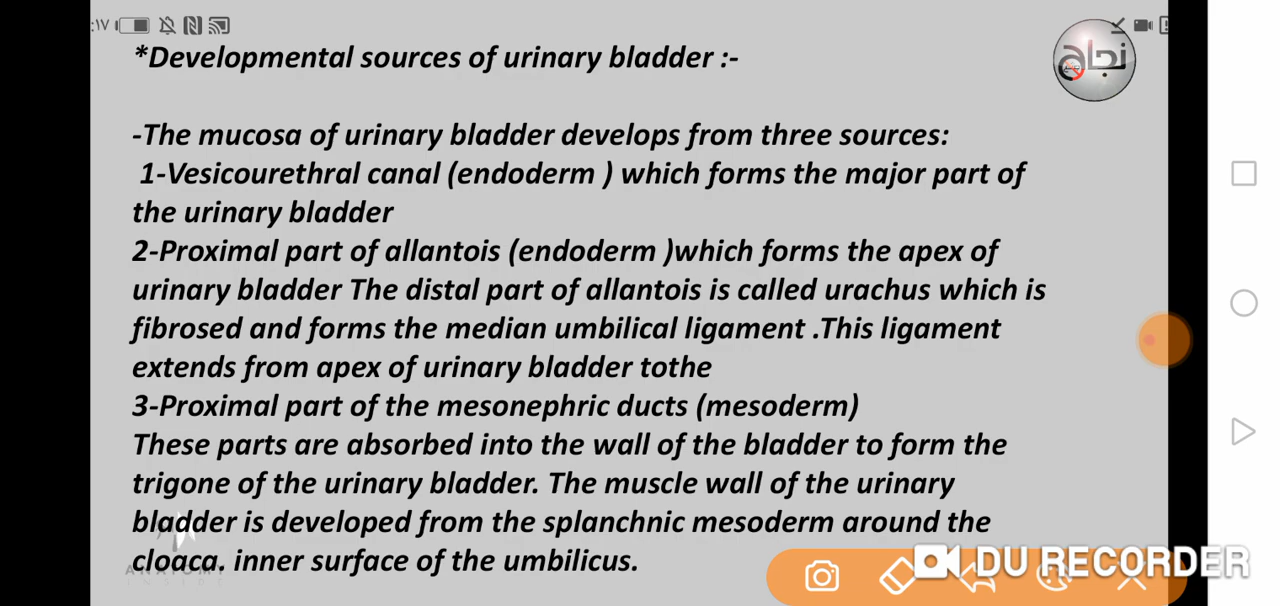 :١٧
*Developmental sources of urinary bladder :-
-The mucosa of urinary bladder develops from three sources:
1-Vesicourethral canal (endoderm ) which forms the major part of
the urinary bladder
2-Proximal part of allantois (endoderm )which forms the apex of
urinary bladder The distal part of allantois is called urachus which is
fibrosed and forms the median umbilical ligament .This ligament
extends from apex of urinary bladder tothe
3-Proximal part of the mesonephric ducts (mesoderm)
These parts are absorbed into the wall of the bladder to form the
trigone of the urinary bladder. The muscle wall of the urinary
bladder is developed from the splanchnic mesoderm around the
cloaca. inner surface of the umbilicus.
DU RECORDER